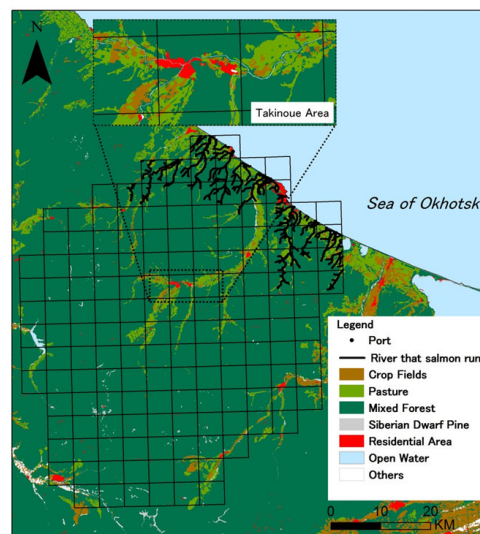 N
Takinoue Area
Sea of Okhotsk
Legend
Port
River that salmon run
Crop Fields
Pasture
Mixed Forest
Siberian Dwarf Pine
Residential Area
Open Water
Others
0 10 20
KM